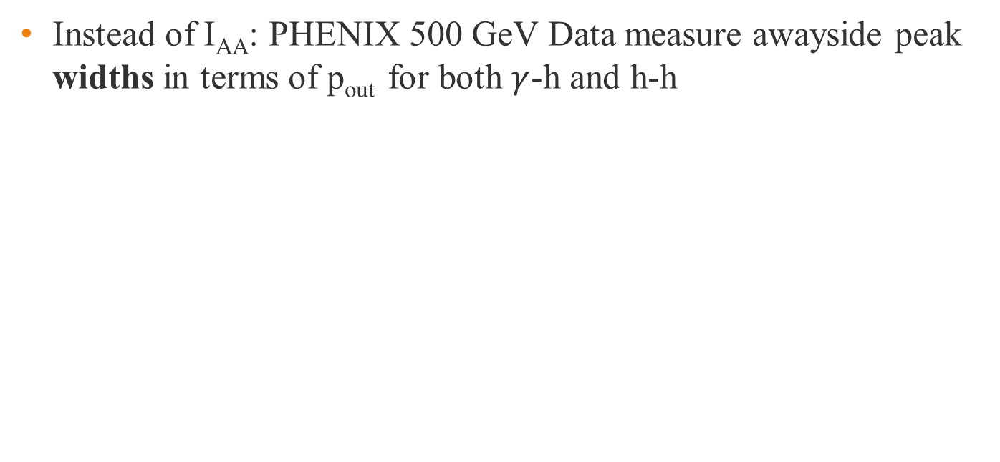 • Instead of I_AA: PHENIX 500 GeV Data measure awayside peak
widths in terms of p_out for both γ-h and h-h